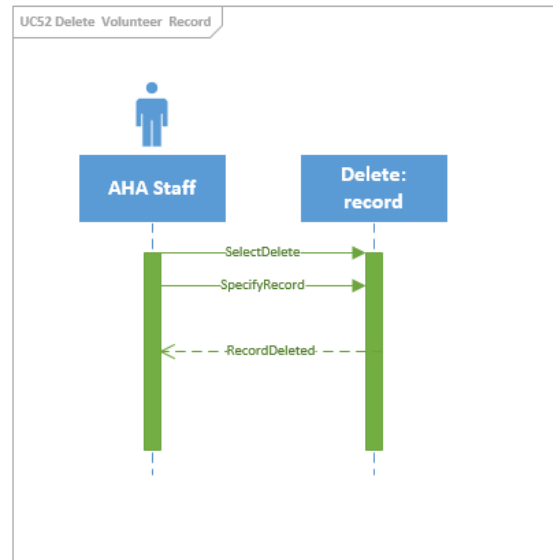 UC52 Delete Volunteer Record
AHA Staff
Delete:
record
SelectDelete
SpecifyRecord
RecordDeleted